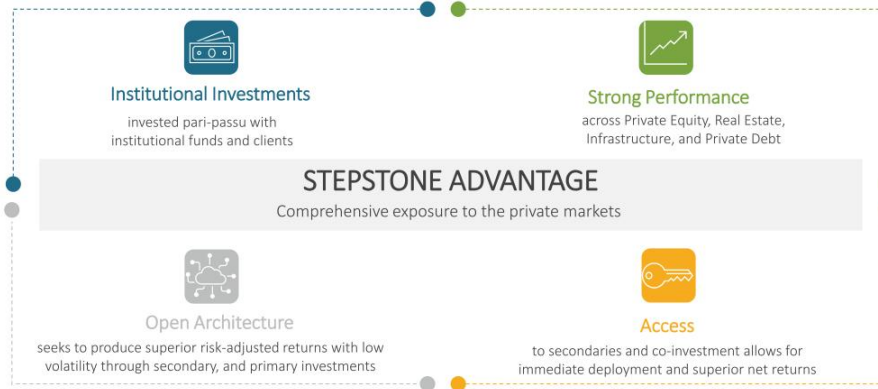 Institutional Investments
invested pari-passu with
institutional funds and clients
Strong Performance
across Private Equity, Real Estate,
Infrastructure, and Private Debt
STEPSTONE ADVANTAGE
Comprehensive exposure to the private markets
Open Architecture
seeks to produce superior risk-adjusted returns with low
volatility through secondary, and primary investments
Access
to secondaries and co-investment allows for
immediate deployment and superior net returns